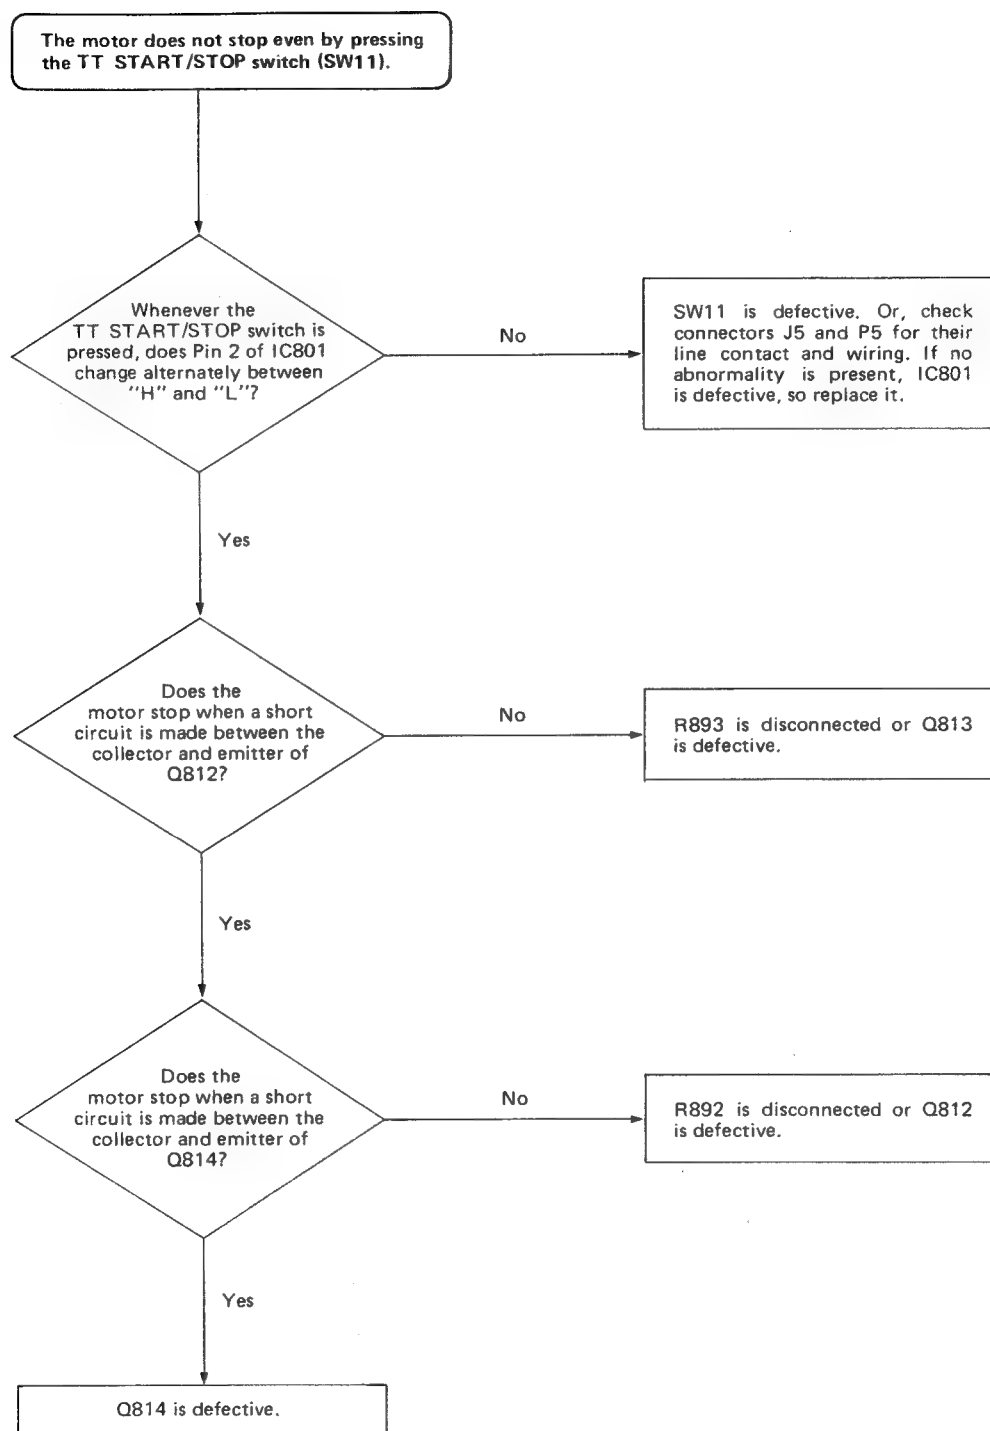 The motor does not stop even by pressing
the TT START/STOP switch (SW11).
Whenever the
TT START/STOP switch is
pressed, does Pin 2 of IC801
change alternately between
"H" and "L"?
No
SW11 is defective. Or, check
connectors J5 and P5 for their
line contact and wiring. If no
abnormality is present, IC801
is defective, so replace it.
Yes
Does the
motor stop when a short
circuit is made between the
collector and emitter of
Q812?
No
R893 is disconnected or Q813
is defective.
Yes
Does the
motor stop when a short
circuit is made between the
collector and emitter of
Q814?
No
R892 is disconnected or Q812
is defective.
Yes
Q814 is defective.